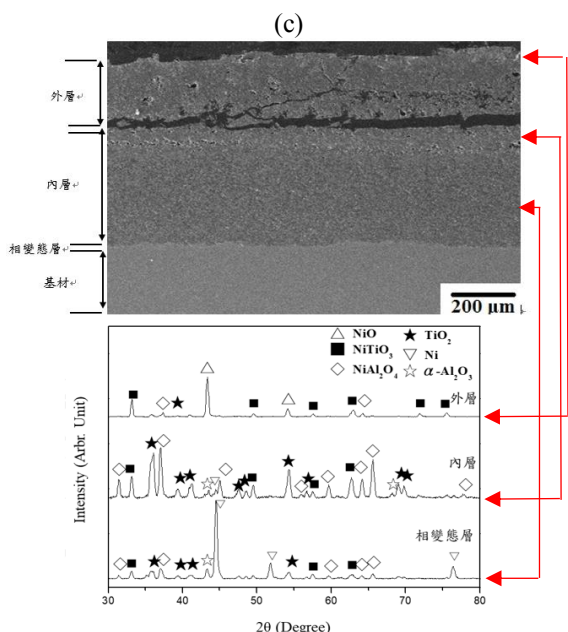 (c)
外層
內層
相變態層
基材
200 μm
△ NiO ★ TiO₂
■ NiTiO₃ ▽ Ni
◇ NiAl₂O₄ ☆ α-Al₂O₃
外層
內層
相變態層
Intensity (Arbr. Unit)
30 40 50 60 70 80
2θ (Degree)